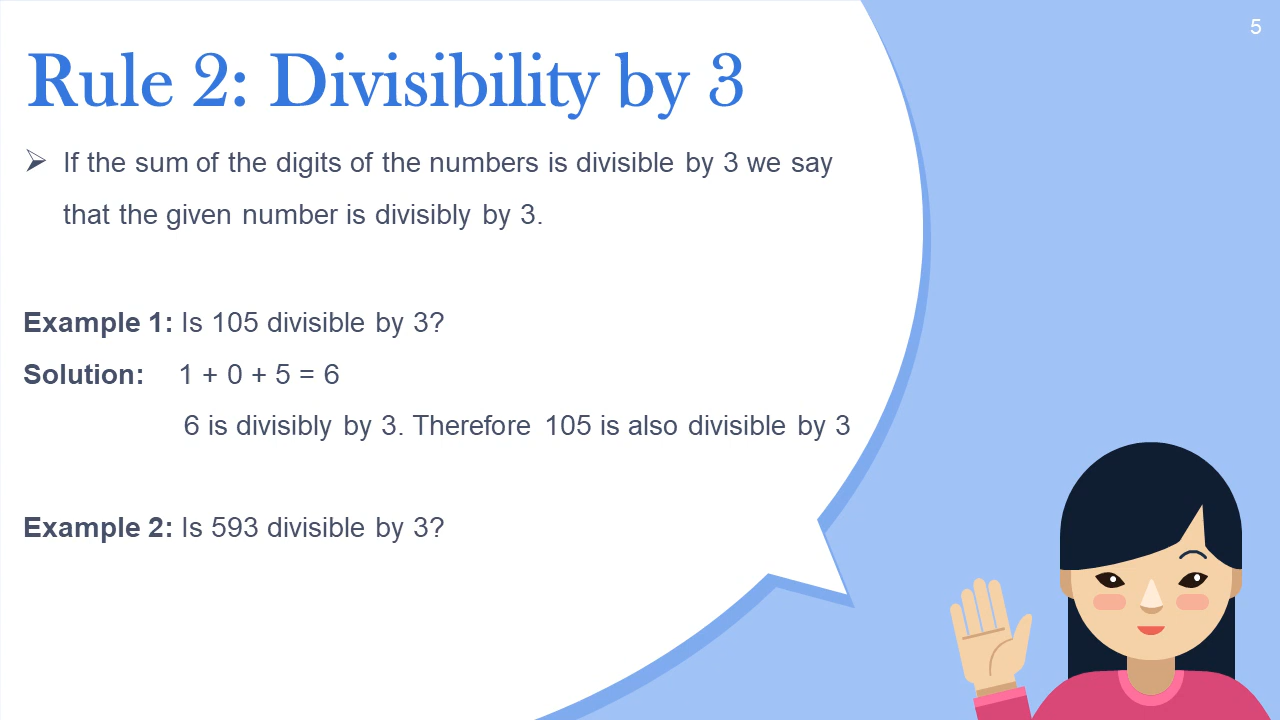 5
Rule 2: Divisibility by 3
➢ If the sum of the digits of the numbers is divisible by 3 we say
that the given number is divisibly by 3.
Example 1: Is 105 divisible by 3?
Solution: 1 + 0 + 5 = 6
6 is divisibly by 3. Therefore 105 is also divisible by 3
Example 2: Is 593 divisible by 3?